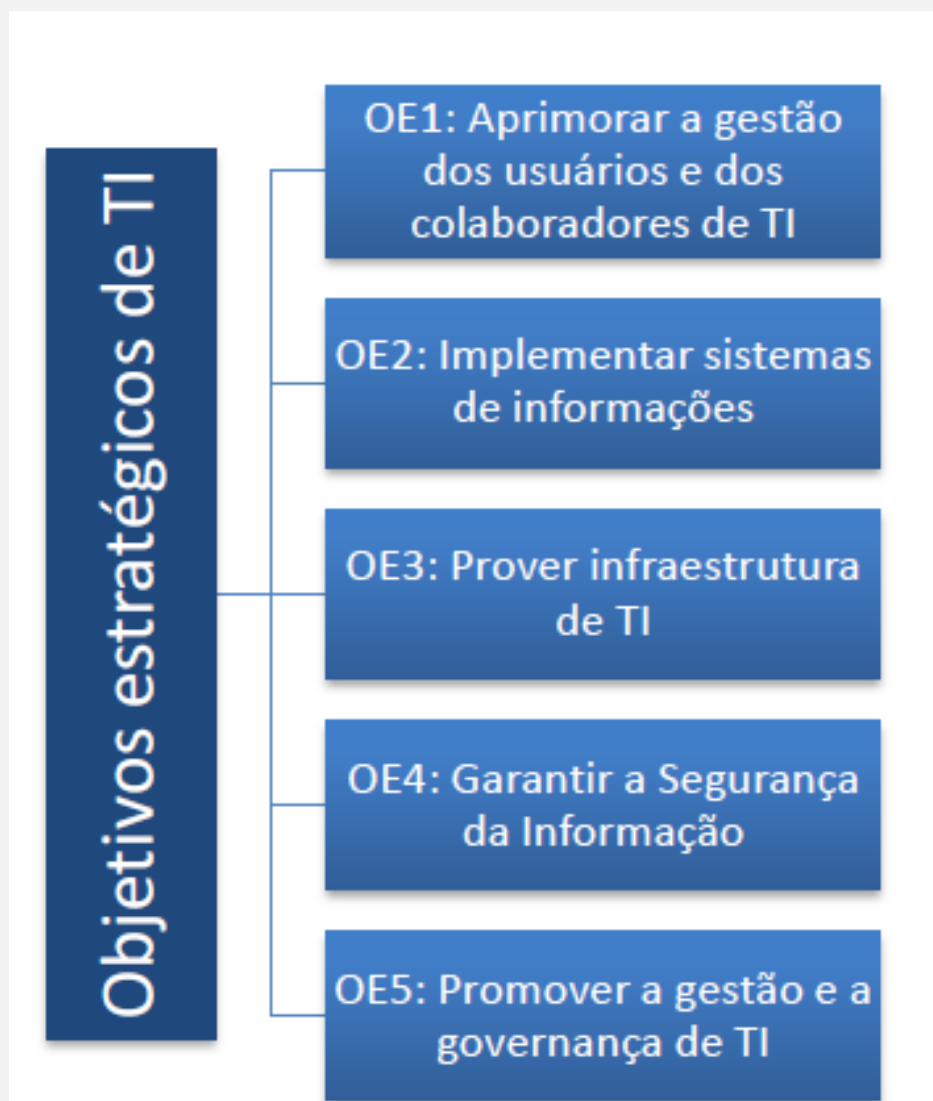 Objetivos estratégicos de TI
OE1: Aprimorar a gestão
dos usuários e dos
colaboradores de TI
OE2: Implementar sistemas
de informações
OE3: Prover infraestrutura
de TI
OE4: Garantir a Segurança
da Informação
OE5: Promover a gestão e a
governança de TI